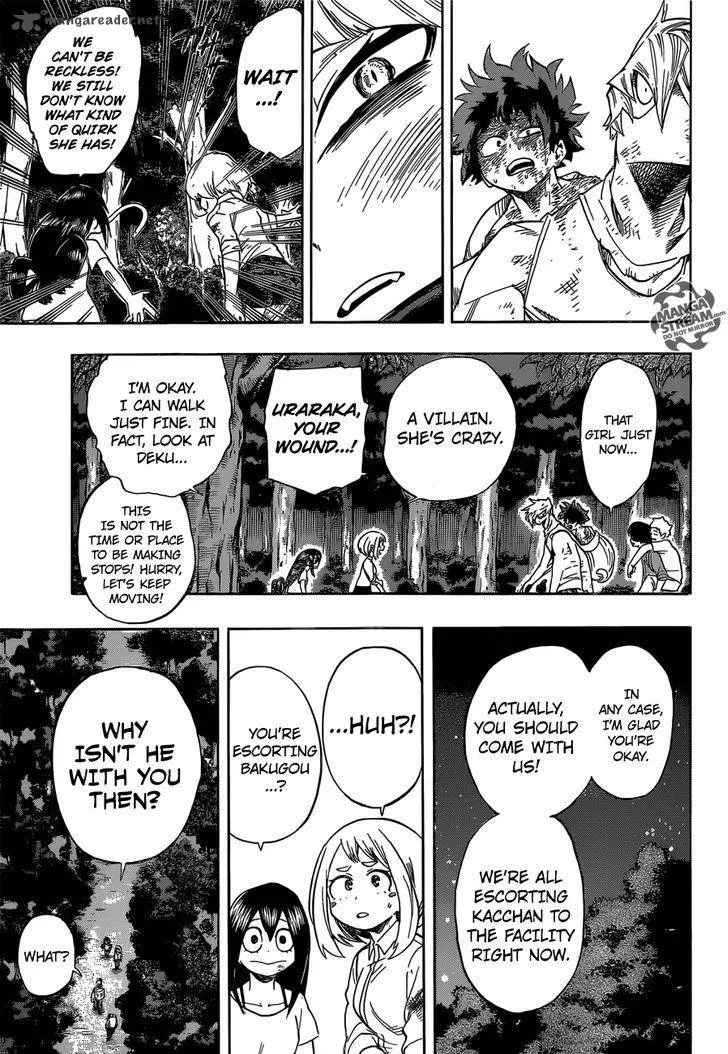 mangareader.net
WAIT
...!
WE
CAN'T BE
RECKLESS!
WE STILL
DON'T KNOW
WHAT KIND
OF QUIRK
SHE HAS!
MANGA
STREAM.com
DO NOT MIRROR
THAT
GIRL JUST
NOW...
A VILLAIN.
SHE'S CRAZY.
URARAKA,
YOUR
WOUND...!
I'M OKAY.
I CAN WALK
JUST FINE. IN
FACT, LOOK AT
DEKU...
THIS
IS NOT THE
TIME OR PLACE
TO BE MAKING
STOPS! HURRY,
LET'S KEEP
MOVING!
IN
ANY CASE,
I'M GLAD
YOU'RE
OKAY.
ACTUALLY,
YOU SHOULD
COME WITH
US!
WE'RE ALL
ESCORTING
KACCHAN TO
THE FACILITY
RIGHT NOW.
...HUH?!
YOU'RE
ESCORTING
BAKUGOU
...?
WHY
ISN'T HE
WITH YOU
THEN?
WHAT?